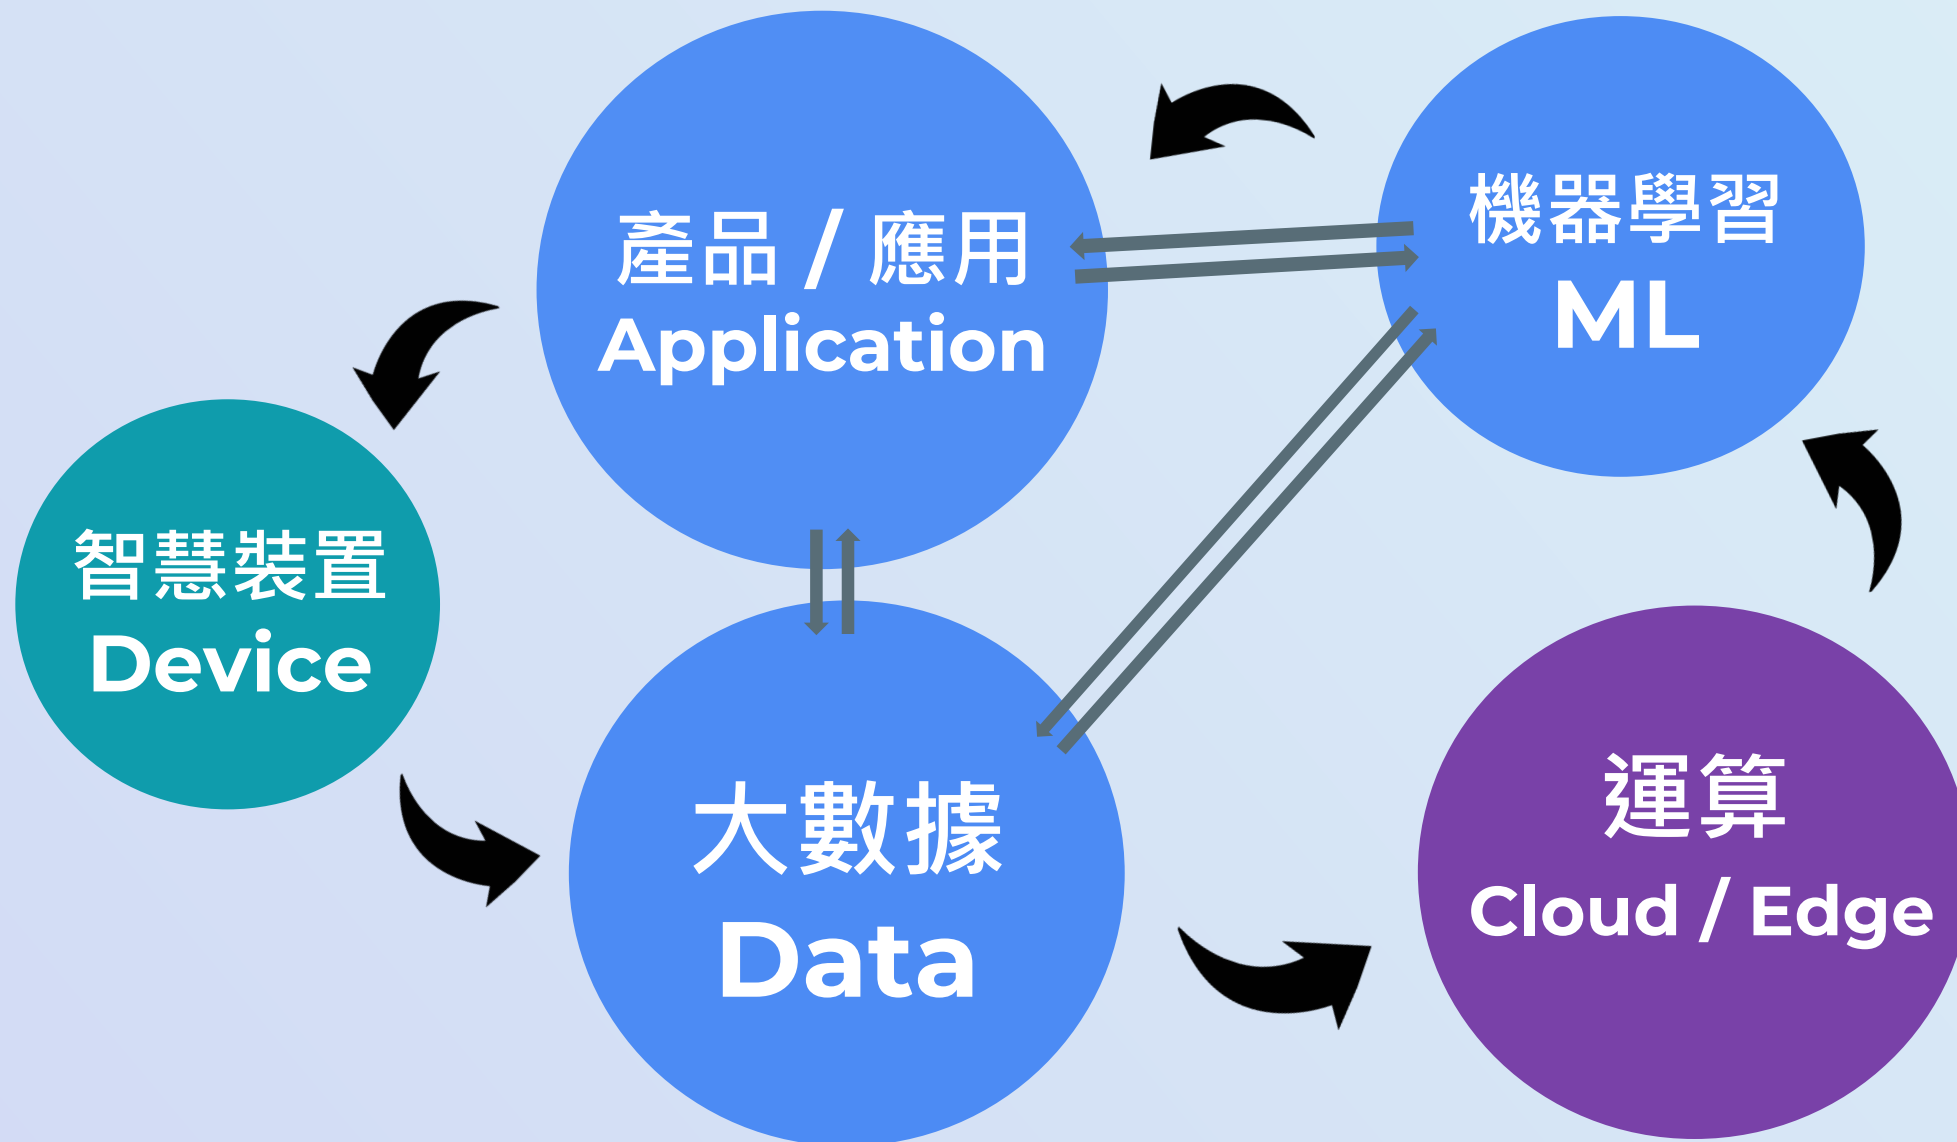 產品 / 應用
Application
機器學習
ML
智慧裝置
Device
大數據
Data
運算
Cloud / Edge